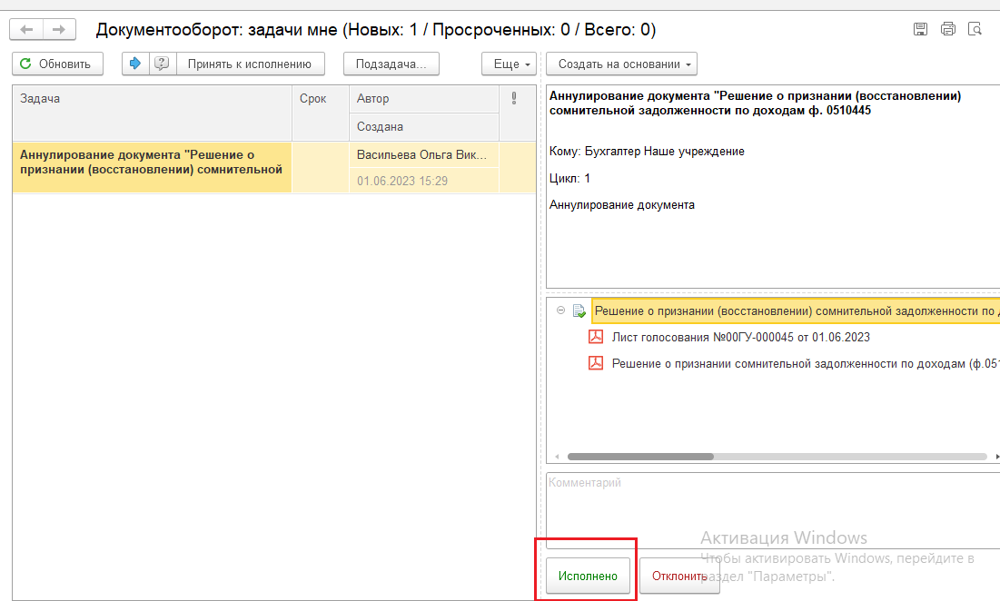 Документооборот: задачи мне (Новых: 1 / Просроченных: 0 / Всего: 0)
Обновить
Принять к исполнению
Подзадача...
Еще
Создать на основании
Задача
Срок
Автор
Создана
Аннулирование документа "Решение о
признании (восстановлении) сомнительной
Васильева Ольга Вик...
01.06.2023 15:29
Аннулирование документа "Решение о признании (восстановлении)
сомнительной задолженности по доходам ф. 0510445
Кому: Бухгалтер Наше учреждение
Цикл: 1
Аннулирование документа
Решение о признании (восстановлении) сомнительной задолженности по
Лист голосования №00ГУ-000045 от 01.06.2023
Решение о признании сомнительной задолженности по доходам (ф.051
Комментарий
Активация Windows
Чтобы активировать Windows, перейдите в
раздел "Параметры".
Исполнено
Отклонить